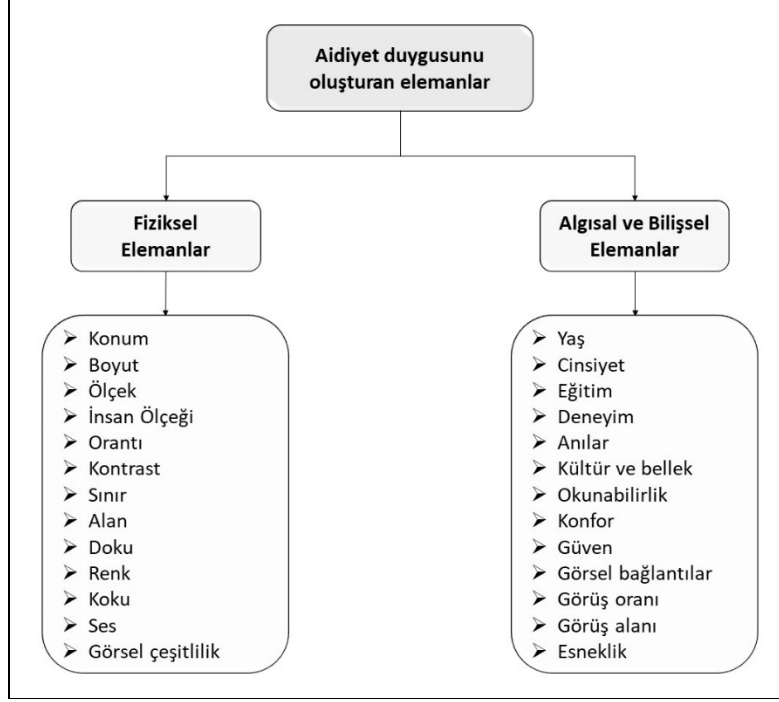 Aidiyet duygusunu
oluşturan elemanlar
Fiziksel
Elemanlar
Algısal ve Bilişsel
Elemanlar
Konum
Boyut
Ölçek
İnsan Ölçeği
Orantı
Kontrast
Sınır
Alan
Doku
Renk
Koku
Ses
Görsel çeşitlilik
Yaş
Cinsiyet
Eğitim
Deneyim
Anılar
Kültür ve bellek
Okunabilirlik
Konfor
Güven
Görsel bağlantılar
Görüş oranı
Görüş alanı
Esneklik